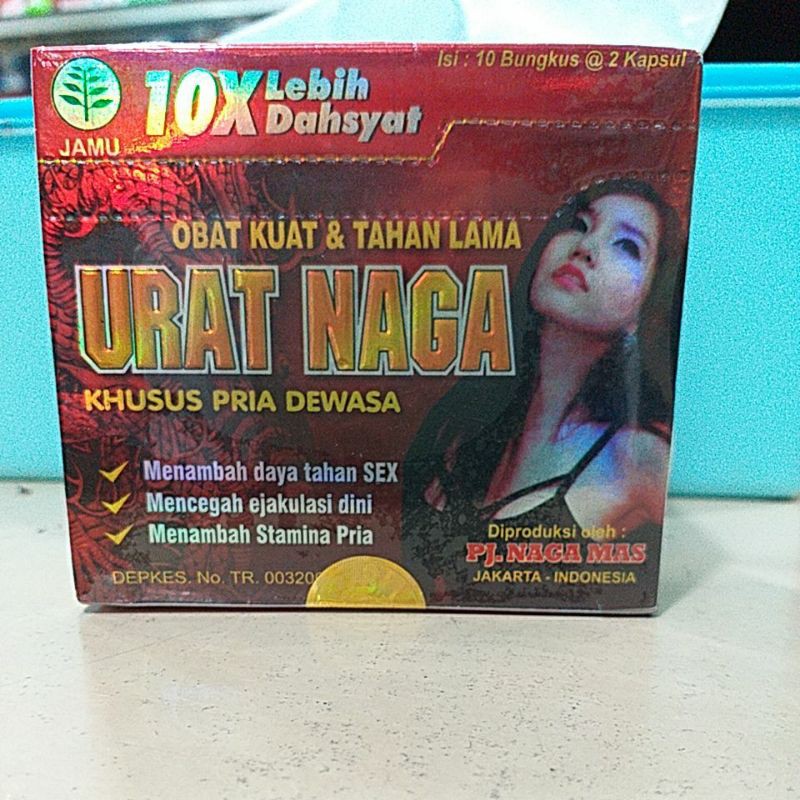 Isi : 10 Bungkus @ 2 Kapsul
JAMU
10X Lebih
Dahsyat
OBAT KUAT & TAHAN LAMA
URAT NAGA
KHUSUS PRIA DEWASA
Menambah daya tahan SEX
Mencegah ejakulasi dini
Menambah Stamina Pria
Diproduksi oleh :
PJ. NAGA MAS
JAKARTA - INDONESIA
DEPKES. No. TR.